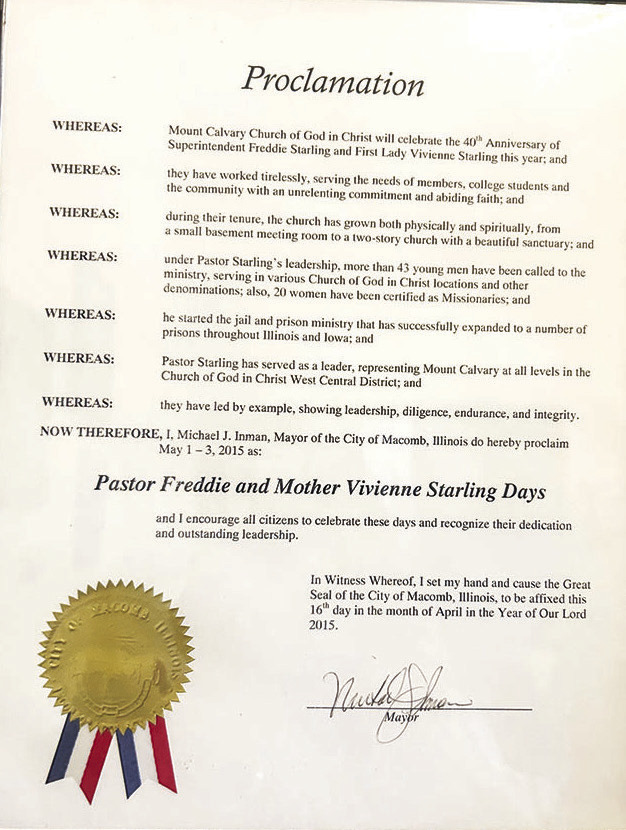 Proclamation
WHEREAS: Mount Calvary Church of God in Christ will celebrate the 40th Anniversary of
Superintendent Freddie Starling and First Lady Vivienne Starling this year; and
WHEREAS: they have worked tirelessly, serving the needs of members, college students and
the community with an unrelenting commitment and abiding faith; and
WHEREAS: during their tenure, the church has grown both physically and spiritually, from
a small basement meeting room to a two-story church with a beautiful sanctuary; and
WHEREAS: under Pastor Starling's leadership, more than 43 young men have been called to the
ministry, serving in various Church of God in Christ locations and other
denominations; also, 20 women have been certified as Missionaries; and
WHEREAS: he started the jail and prison ministry that has successfully expanded to a number of
prisons throughout Illinois and Iowa; and
WHEREAS: Pastor Starling has served as a leader, representing Mount Calvary at all levels in the
Church of God in Christ West Central District; and
WHEREAS: they have led by example, showing leadership, diligence, endurance, and integrity.
NOW THEREFORE, I, Michael J. Inman, Mayor of the City of Macomb, Illinois do hereby proclaim
May 1 – 3, 2015 as:
Pastor Freddie and Mother Vivienne Starling Days
and I encourage all citizens to celebrate these days and recognize their dedication
and outstanding leadership.
In Witness Whereof, I set my hand and cause the Great
Seal of the City of Macomb, Illinois, to be affixed this
16th day in the month of April in the Year of Our Lord
2015.
CITY OF MACOMB ILLINOIS
Michael J. Inman
Mayor